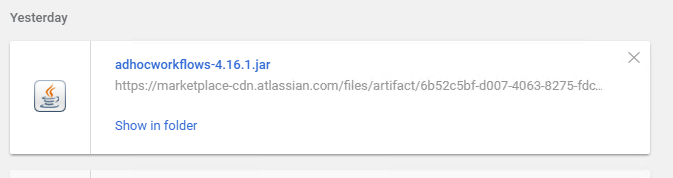 Yesterday
adhocworkflows-4.16.1.jar
https://marketplace-cdn.atlassian.com/files/artifact/6b52c5bf-d007-4063-8275-fdc...
Show in folder